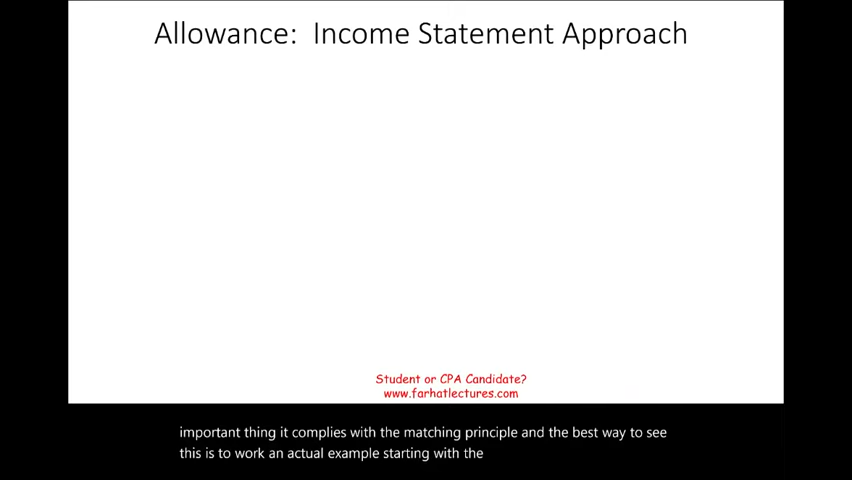 Allowance: Income Statement Approach
Student or CPA Candidate?
www.farhatlectures.com
important thing it complies with the matching principle and the best way to see
this is to work an actual example starting with the